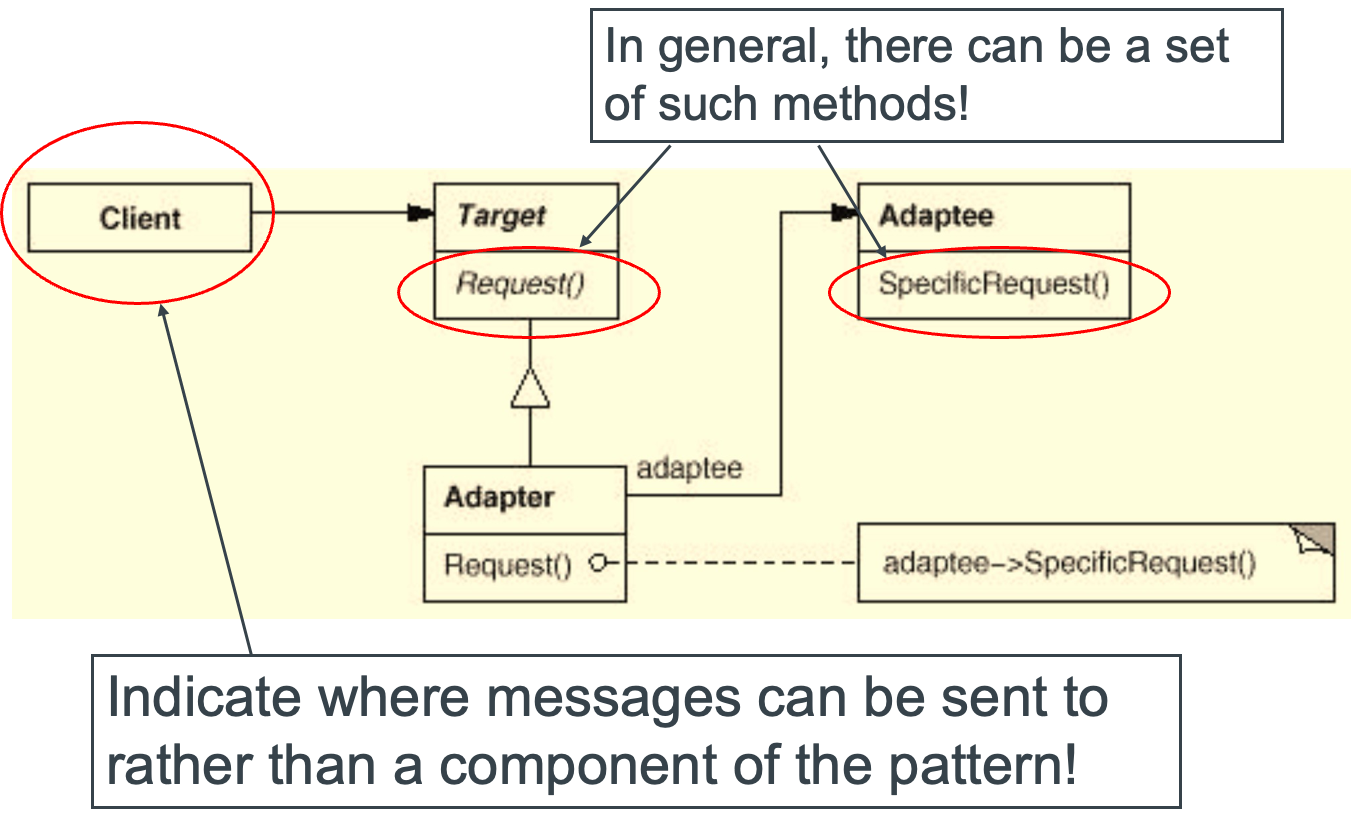 In general, there can be a set
of such methods!
Client
Target
Adaptee
Request()
SpecificRequest()
adaptee
Adapter
Request()
adaptee->SpecificRequest()
Indicate where messages can be sent to
rather than a component of the pattern!